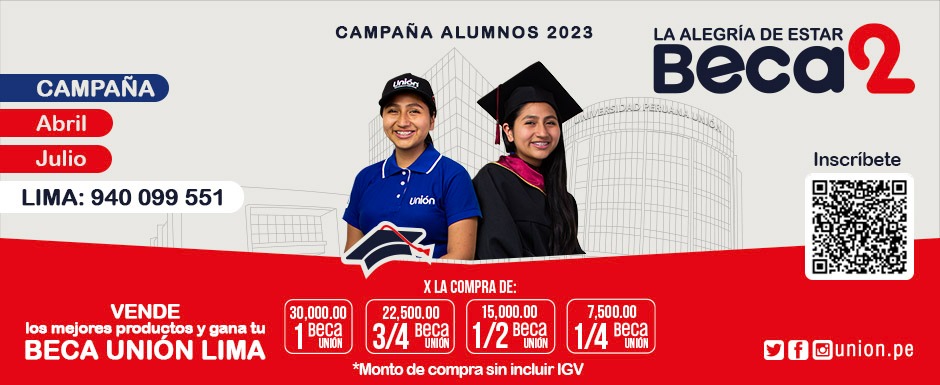 CAMPAÑA ALUMNOS 2023
LA ALEGRÍA DE ESTAR
Beca2
CAMPAÑA
Abril
Julio
LIMA: 940 099 551
unión
unión
UNIVERSIDAD PERUANA UNIÓN
Inscríbete
VENDE
los mejores productos y gana tu
BECA UNIÓN LIMA
X LA COMPRA DE:
30,000.00
1 Beca
UNIÓN
22,500.00
3/4 Beca
UNIÓN
15,000.00
1/2 Beca
UNIÓN
7,500.00
1/4 Beca
UNIÓN
*Monto de compra sin incluir IGV
union.pe